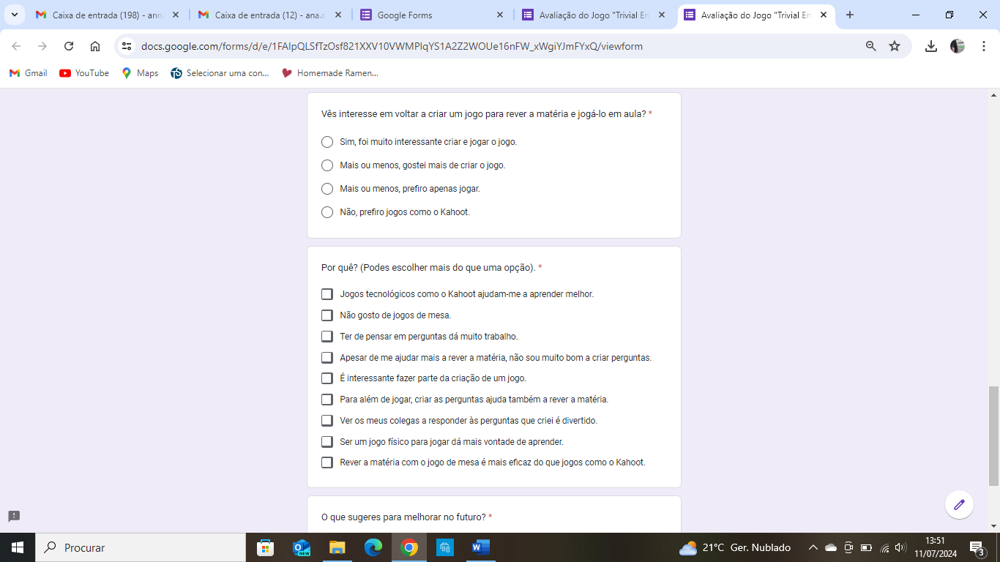 Caixa de entrada (198) - ann
Caixa de entrada (12) - ana.c
Google Forms
Avaliação do Jogo "Trivial En
Avaliação do Jogo "Trivial En
docs.google.com/forms/d/e/1FAIpQLSfTzOsf821XXV10VWMPIqYS1A2Z2WOUe16nFW_xWgiYJmFYxQ/viewform
Gmail
YouTube
Maps
Selecionar uma con...
Homemade Ramen...
Vês interesse em voltar a criar um jogo para rever a matéria e jogá-lo em aula? *
Sim, foi muito interessante criar e jogar o jogo.
Mais ou menos, gostei mais de criar o jogo.
Mais ou menos, prefiro apenas jogar.
Não, prefiro jogos como o Kahoot.
Por quê? (Podes escolher mais do que uma opção). *
Jogos tecnológicos como o Kahoot ajudam-me a aprender melhor.
Não gosto de jogos de mesa.
Ter de pensar em perguntas dá muito trabalho.
Apesar de me ajudar mais a rever a matéria, não sou muito bom a criar perguntas.
É interessante fazer parte da criação de um jogo.
Para além de jogar, criar as perguntas ajuda também a rever a matéria.
Ver os meus colegas a responder às perguntas que criei é divertido.
Ser um jogo físico para jogar dá mais vontade de aprender.
Rever a matéria com o jogo de mesa é mais eficaz do que jogos como o Kahoot.
O que sugeres para melhorar no futuro? *
Procurar
NEW
W
21°C Ger. Nublado
13:51
11/07/2024
3